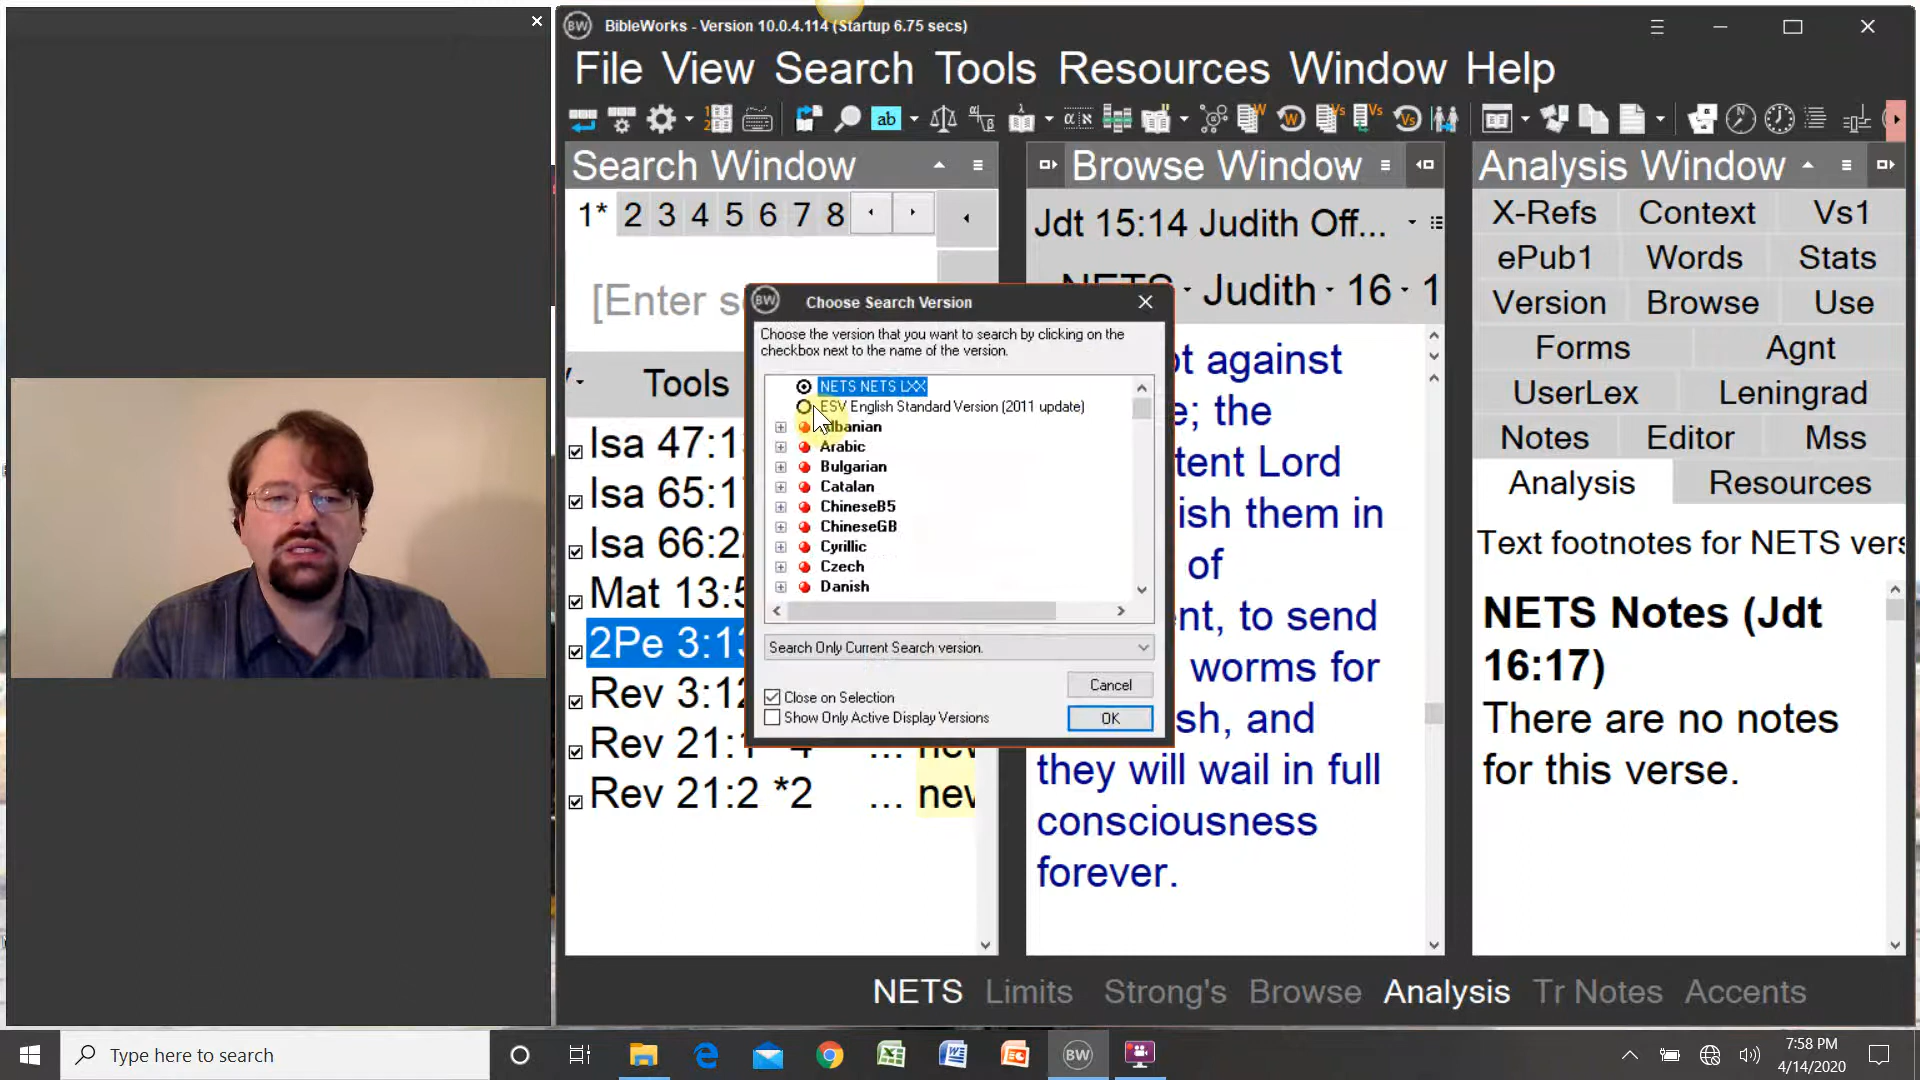 BW BibleWorks - Version 10.0.4.114 (Startup 6.75 secs)
File View Search Tools Resources Window Help
Search Window
1* 2 3 4 5 6 7 8
[Enter s
Tools
Isa 47:1
Isa 65:17
Isa 66:22
Mat 13:5
2Pe 3:13
Rev 3:12
Rev 21:1 *4 ... new
Rev 21:2 *2 ... new
Browse Window
Jdt 15:14 Judith Off...
NETS Judith 16 1
t against
e; the
tent Lord
ish them in
of
nt, to send
worms for
sh, and
they will wail in full
consciousness
forever.
Analysis Window
X-Refs Context Vs1
ePub1 Words Stats
Version Browse Use
Forms Agnt
UserLex Leningrad
Notes Editor Mss
Analysis Resources
Text footnotes for NETS vers
NETS Notes (Jdt
16:17)
There are no notes
for this verse.
BW Choose Search Version
Choose the version that you want to search by clicking on the
checkbox next to the name of the version.
NETS NETS LXX
ESV English Standard Version (2011 update)
Albanian
Arabic
Bulgarian
Catalan
ChineseB5
ChineseGB
Cyrillic
Czech
Danish
Search Only Current Search version.
Close on Selection
Show Only Active Display Versions
Cancel
OK
NETS Limits Strong's Browse Analysis Tr Notes Accents
Type here to search
BW
7:58 PM
4/14/2020